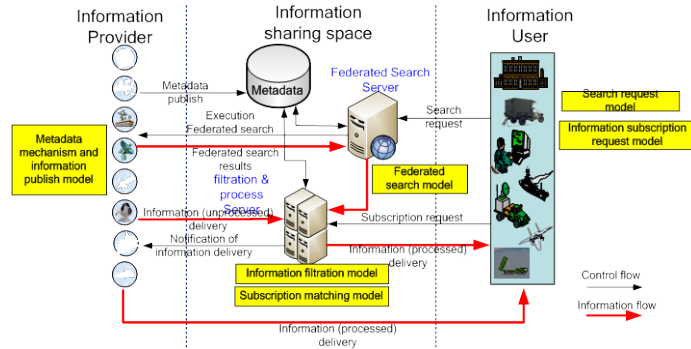 Information
Provider
Information
sharing space
Information
User
Federated Search
Server
Metadata
Metadata
publish
Search
request
Search request
model
Information subscription
request model
Execution
Federated search
Metadata
mechanism and
information
publish model
Federated search
results
Federated
search model
filtration &
process
Server
Information (unprocessed)
delivery
Subscription request
Notification of
information delivery
Information (processed)
delivery
Information filtration model
Subscription matching model
Control flow
Information flow
Information (processed)
delivery